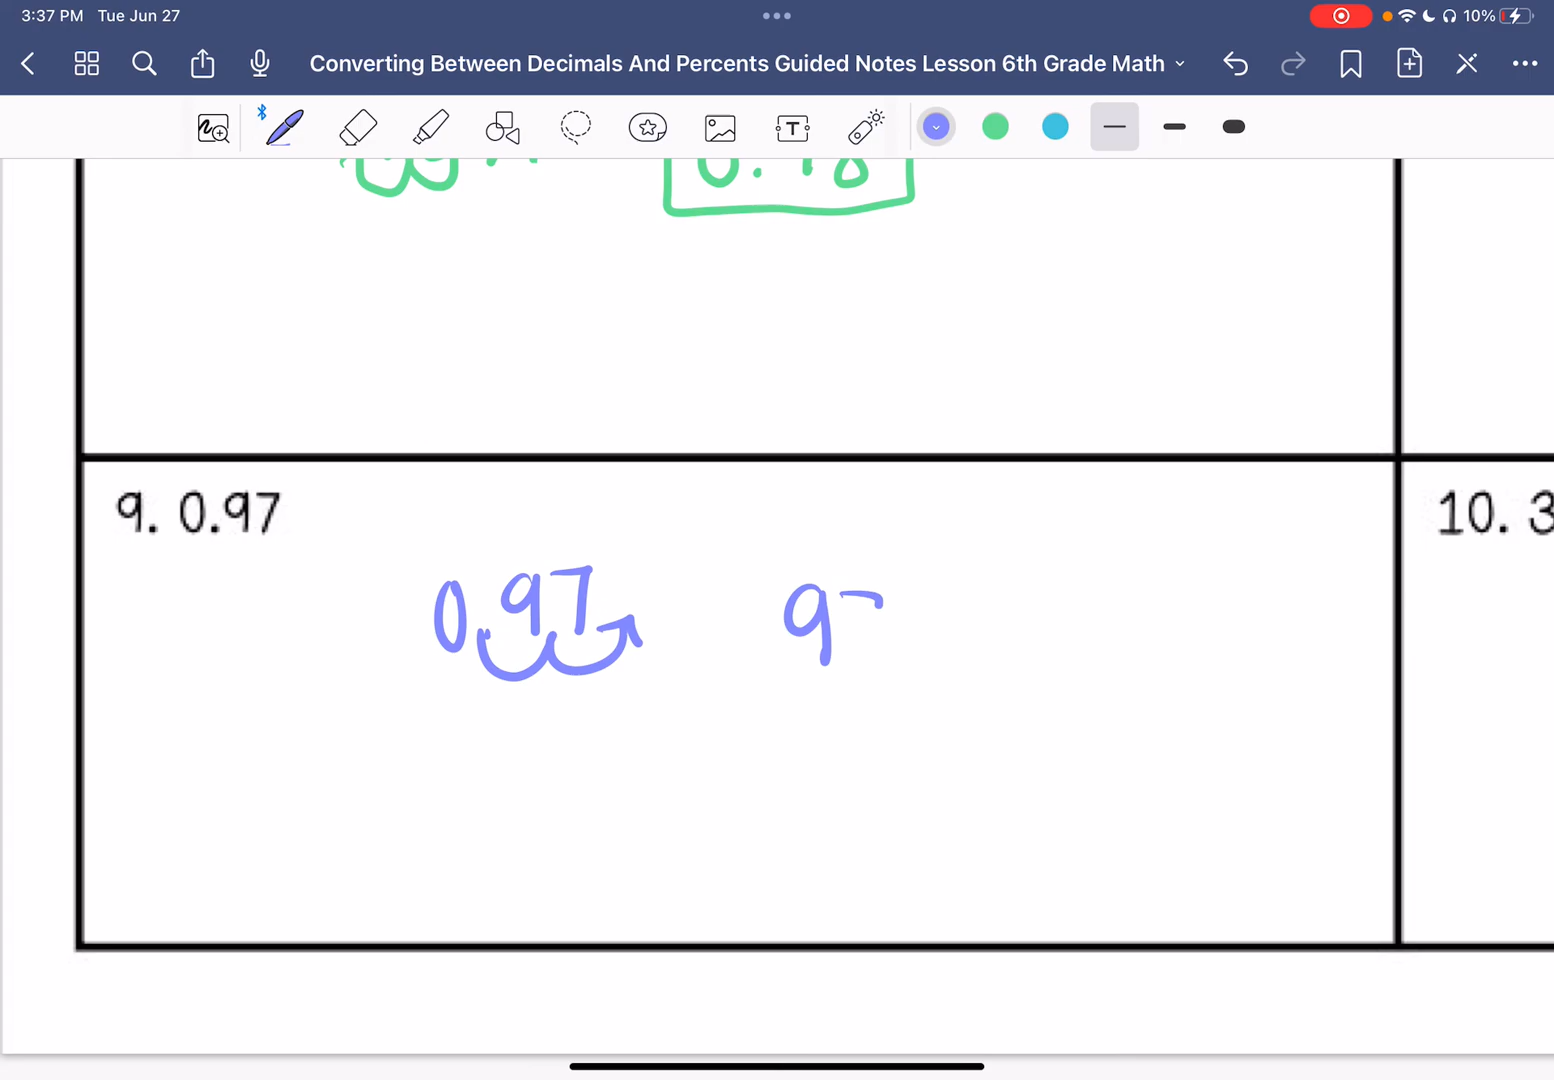 3:37 PM Tue Jun 27
10%
Converting Between Decimals And Percents Guided Notes Lesson 6th Grade Math
T
9. 0.97
10. 3
0.97 9